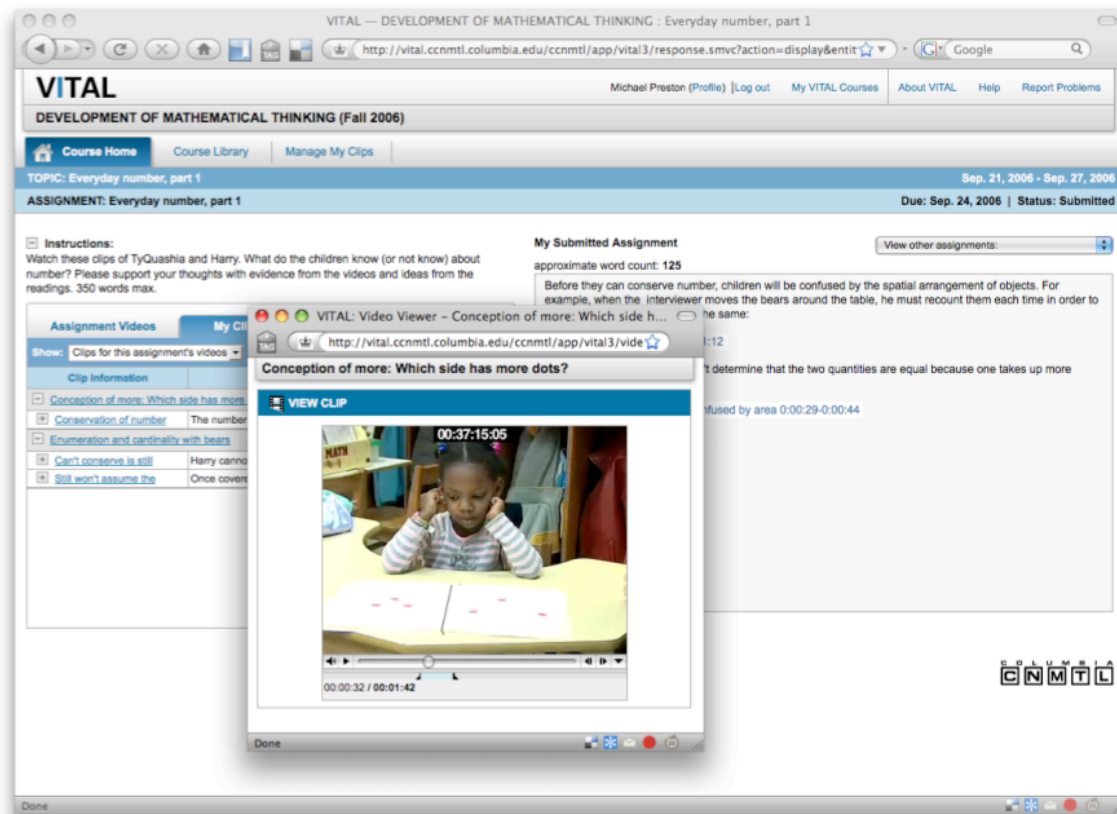 VITAL — DEVELOPMENT OF MATHEMATICAL THINKING : Everyday number, part 1
TAG
http://vital.ccnmtl.columbia.edu/ccnmtl/app/vital3/response.smvc?action=display&entit
G Google
VITAL
Michael Preston (Profile) | Log out My VITAL Courses About VITAL Help Report Problems
DEVELOPMENT OF MATHEMATICAL THINKING (Fall 2006)
Course Home Course Library Manage My Clips
TOPIC: Everyday number, part 1 Sep. 21, 2006 - Sep. 27, 2006
ASSIGNMENT: Everyday number, part 1 Due: Sep. 24, 2006 | Status: Submitted
Instructions:
Watch these clips of TyQuashia and Harry. What do the children know (or not know) about
number? Please support your thoughts with evidence from the videos and ideas from the
readings. 350 words max.
Assignment Videos My Cli
Show: Clips for this assignment's videos
Clip Information
Conception of more: Which side has more
Conservation of number The number
Enumeration and cardinality with bears
Can't conserve is still Harry canno
Still won't assume the Once covere
My Submitted Assignment View other assignments:
approximate word count: 125
Before they can conserve number, children will be confused by the spatial arrangement of objects. For
example, when the interviewer moves the bears around the table, he must recount them each time in order to
he same:
1:12
't determine that the two quantities are equal because one takes up more
nfused by area 0:00:29-0:00:44
VITAL: Video Viewer – Conception of more: Which side h...
TAG
http://vital.ccnmtl.columbia.edu/ccnmtl/app/vital3/vide
Conception of more: Which side has more dots?
VIEW CLIP
00:37:15:05
MATH
00:00:32 / 00:01:42
Done
COLUMBIA
CNMTL
Done